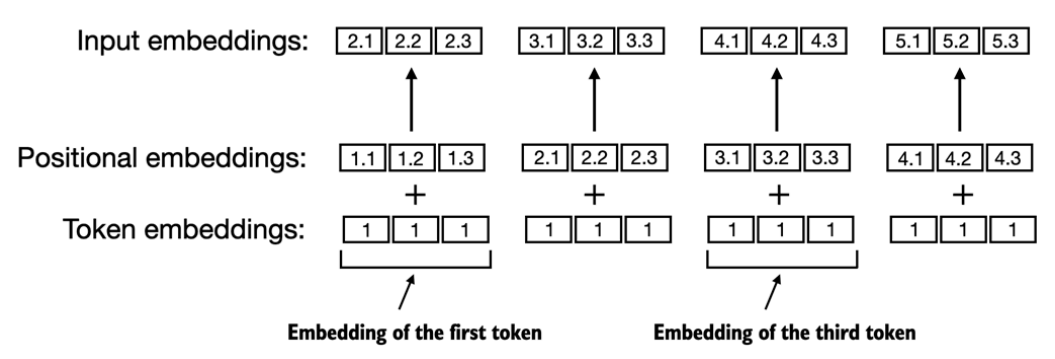 Input embeddings: 2.1 2.2 2.3 3.1 3.2 3.3 4.1 4.2 4.3 5.1 5.2 5.3
Positional embeddings: 1.1 1.2 1.3 2.1 2.2 2.3 3.1 3.2 3.3 4.1 4.2 4.3
+ + + +
Token embeddings: 1 1 1 1 1 1 1 1 1 1 1 1
Embedding of the first token Embedding of the third token